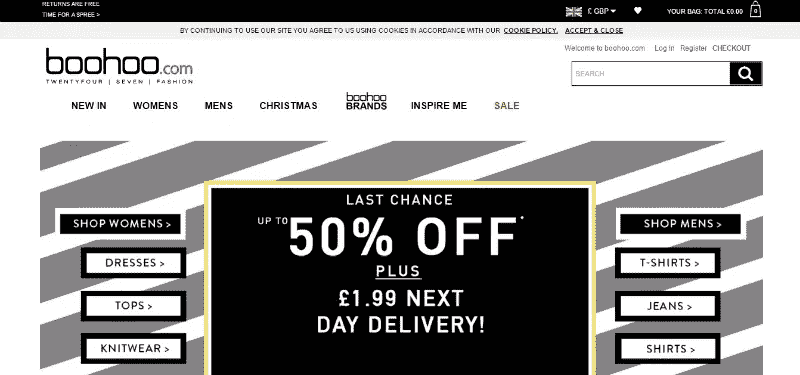 RETURNS ARE FREE
TIME FOR A SPREE >
£ GBP
YOUR BAG: TOTAL £0.00
0
BY CONTINUING TO USE OUR SITE YOU AGREE TO US USING COOKIES IN ACCORDANCE WITH OUR COOKIE POLICY. ACCEPT & CLOSE
Welcome to boohoo.com Log In Register CHECKOUT
boohoo.com
TWENTYFOUR | SEVEN | FASHION
SEARCH
NEW IN WOMENS MENS CHRISTMAS boohoo BRANDS INSPIRE ME SALE
LAST CHANCE
UP TO 50% OFF*
PLUS
£1.99 NEXT
DAY DELIVERY!
SHOP WOMENS >
DRESSES >
TOPS >
KNITWEAR >
SHOP MENS >
T-SHIRTS >
JEANS >
SHIRTS >